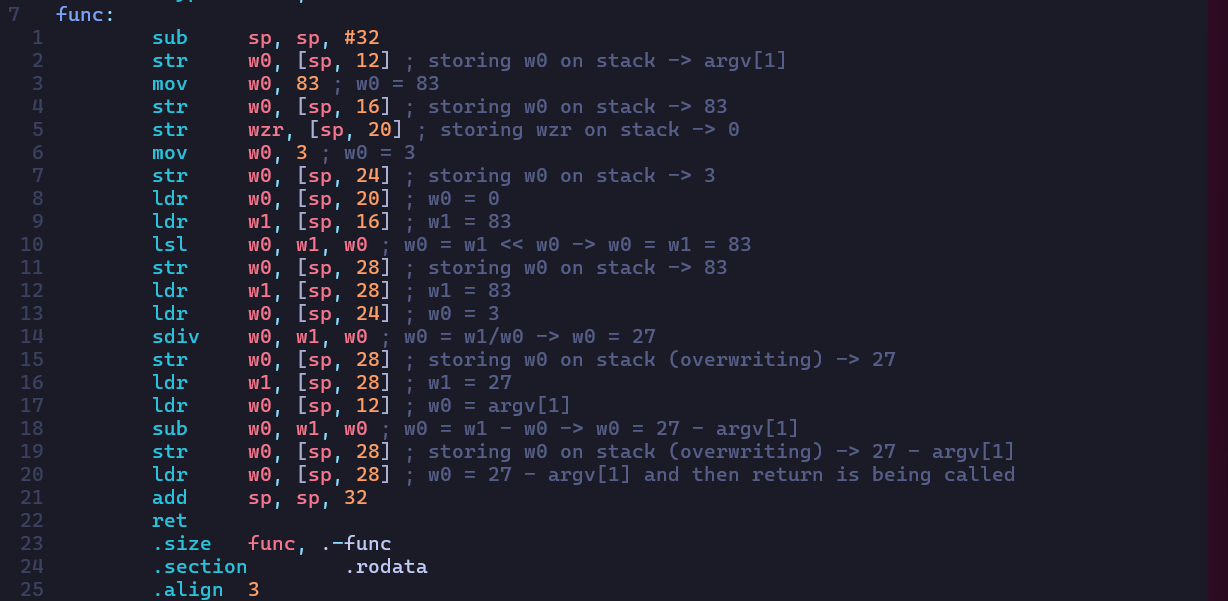 7   func:
 1          sub     sp, sp, #32
 2          str     w0, [sp, 12] ; storing w0 on stack -> argv[1]
 3          mov     w0, 83 ; w0 = 83
 4          str     w0, [sp, 16] ; storing w0 on stack -> 83
 5          str     wzr, [sp, 20] ; storing wzr on stack -> 0
 6          mov     w0, 3 ; w0 = 3
 7          str     w0, [sp, 24] ; storing w0 on stack -> 3
 8          ldr     w0, [sp, 20] ; w0 = 0
 9          ldr     w1, [sp, 16] ; w1 = 83
10          lsl     w0, w1, w0 ; w0 = w1 << w0 -> w0 = w1 = 83
11          str     w0, [sp, 28] ; storing w0 on stack -> 83
12          ldr     w1, [sp, 28] ; w1 = 83
13          ldr     w0, [sp, 24] ; w0 = 3
14          sdiv    w0, w1, w0 ; w0 = w1/w0 -> w0 = 27
15          str     w0, [sp, 28] ; storing w0 on stack (overwriting) -> 27
16          ldr     w1, [sp, 28] ; w1 = 27
17          ldr     w0, [sp, 12] ; w0 = argv[1]
18          sub     w0, w1, w0 ; w0 = w1 - w0 -> w0 = 27 - argv[1]
19          str     w0, [sp, 28] ; storing w0 on stack (overwriting) -> 27 - argv[1]
20          ldr     w0, [sp, 28] ; w0 = 27 - argv[1] and then return is being called
21          add     sp, sp, 32
22          ret
23          .size   func, .-func
24          .section        .rodata
25          .align  3